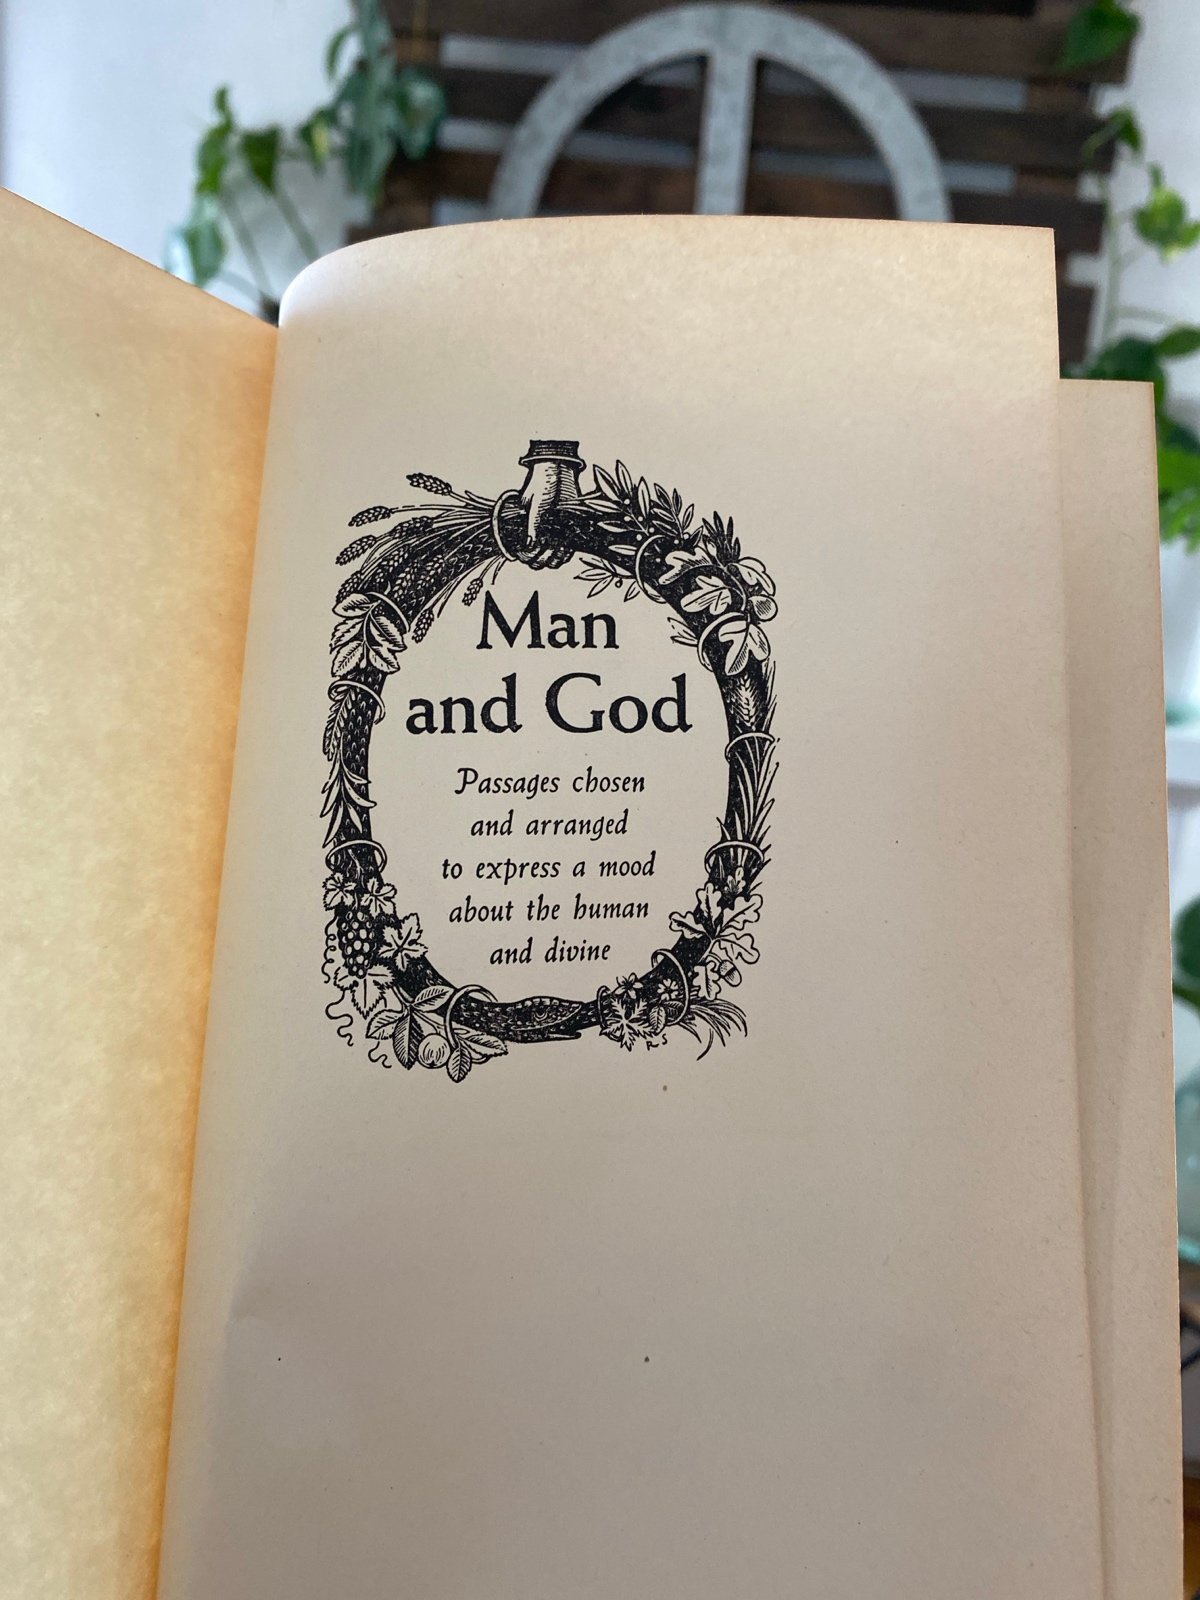 Man
and God
Passages chosen
and arranged
to express a mood
about the human
and divine
R S